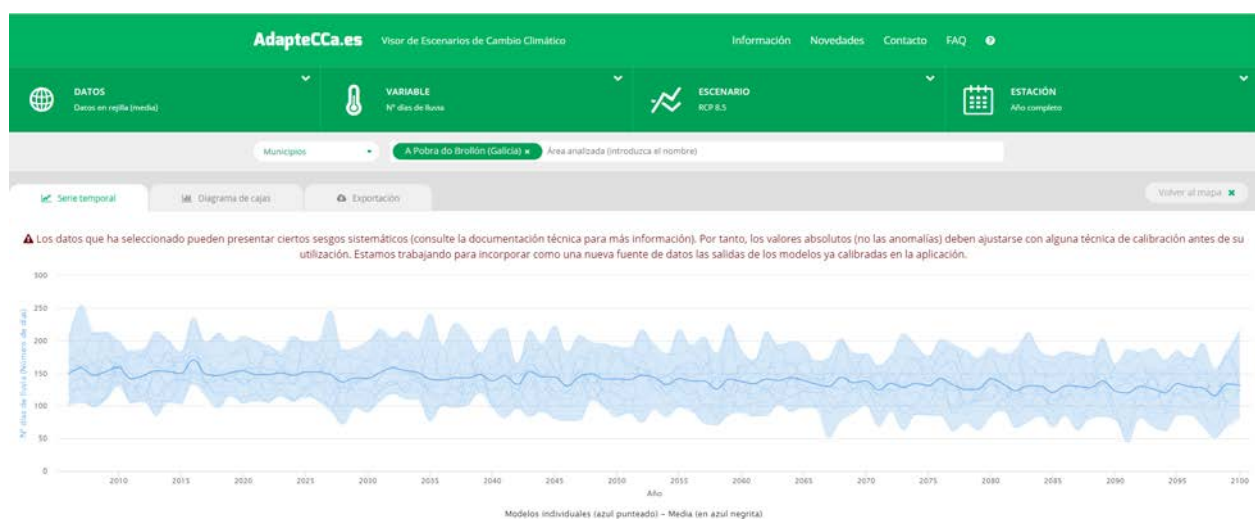 AdapteCCa.es Visor de Escenarios de Cambio Climático Información Novedades Contacto FAQ ?
DATOS
Datos en rejilla (media)
VARIABLE
Nº días de lluvia
ESCENARIO
RCP 8.5
ESTACIÓN
Año completo
Municipios A Pobra do Brollón (Galicia) × Área analizada (introduzca el nombre)
Serie temporal Diagrama de cajas Exportación Volver al mapa ×
Los datos que ha seleccionado pueden presentar ciertos sesgos sistemáticos (consulte la documentación técnica para más información). Por tanto, los valores absolutos (no las anomalías) deben ajustarse con alguna técnica de calibración antes de su
utilización. Estamos trabajando para incorporar como una nueva fuente de datos las salidas de los modelos ya calibradas en la aplicación.
Nº días de lluvia (Número de días)
300
250
200
150
100
50
0
2010 2015 2020 2025 2030 2035 2040 2045 2050 2055 2060 2065 2070 2075 2080 2085 2090 2095 2100
Año
Modelos individuales (azul punteado) – Media (en azul negrita)